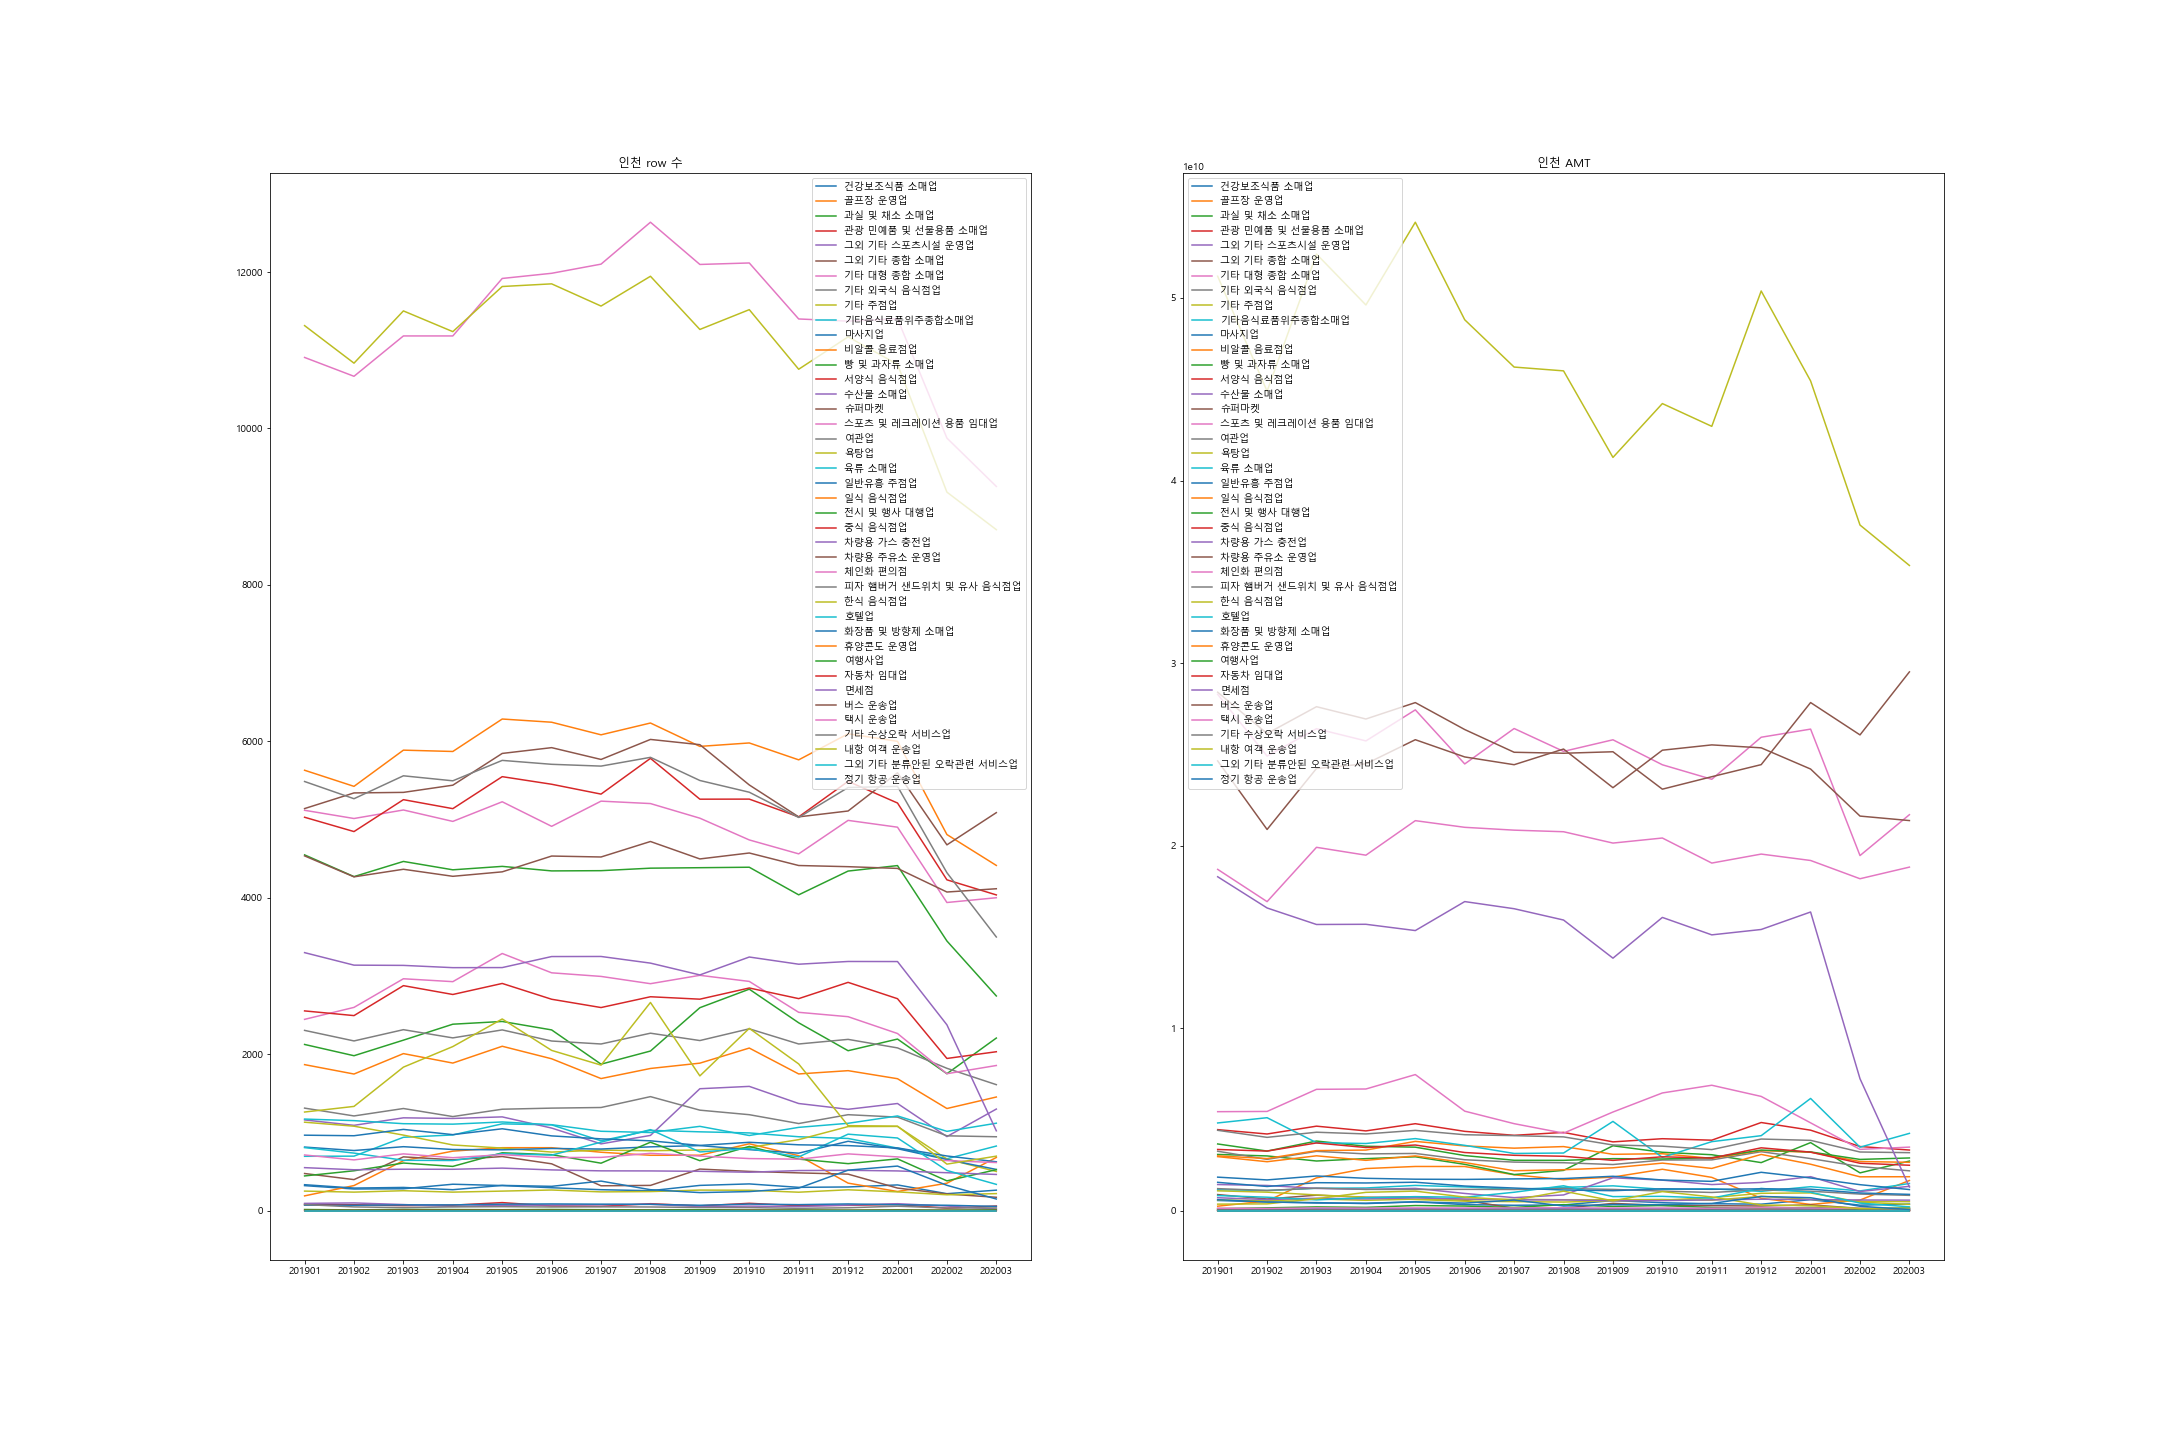 인천 row 수
12000
10000
8000
6000
4000
2000
0
201901 201902 201903 201904 201905 201906 201907 201908 201909 201910 201911 201912 202001 202002 202003
건강보조식품 소매업
골프장 운영업
과실 및 채소 소매업
관광 민예품 및 선물용품 소매업
그외 기타 스포츠시설 운영업
그외 기타 종합 소매업
기타 대형 종합 소매업
기타 외국식 음식점업
기타 주점업
기타음식료품위주종합소매업
마사지업
비알콜 음료점업
빵 및 과자류 소매업
서양식 음식점업
수산물 소매업
슈퍼마켓
스포츠 및 레크레이션 용품 임대업
여관업
욕탕업
육류 소매업
일반유흥 주점업
일식 음식점업
전시 및 행사 대행업
중식 음식점업
차량용 가스 충전업
차량용 주유소 운영업
체인화 편의점
피자 햄버거 샌드위치 및 유사 음식점업
한식 음식점업
호텔업
화장품 및 방향제 소매업
휴양콘도 운영업
여행사업
자동차 임대업
면세점
버스 운송업
택시 운송업
기타 수상오락 서비스업
내항 여객 운송업
그외 기타 분류안된 오락관련 서비스업
정기 항공 운송업
인천 AMT
1e10
5
4
3
2
1
0
201901 201902 201903 201904 201905 201906 201907 201908 201909 201910 201911 201912 202001 202002 202003
건강보조식품 소매업
골프장 운영업
과실 및 채소 소매업
관광 민예품 및 선물용품 소매업
그외 기타 스포츠시설 운영업
그외 기타 종합 소매업
기타 대형 종합 소매업
기타 외국식 음식점업
기타 주점업
기타음식료품위주종합소매업
마사지업
비알콜 음료점업
빵 및 과자류 소매업
서양식 음식점업
수산물 소매업
슈퍼마켓
스포츠 및 레크레이션 용품 임대업
여관업
욕탕업
육류 소매업
일반유흥 주점업
일식 음식점업
전시 및 행사 대행업
중식 음식점업
차량용 가스 충전업
차량용 주유소 운영업
체인화 편의점
피자 햄버거 샌드위치 및 유사 음식점업
한식 음식점업
호텔업
화장품 및 방향제 소매업
휴양콘도 운영업
여행사업
자동차 임대업
면세점
버스 운송업
택시 운송업
기타 수상오락 서비스업
내항 여객 운송업
그외 기타 분류안된 오락관련 서비스업
정기 항공 운송업